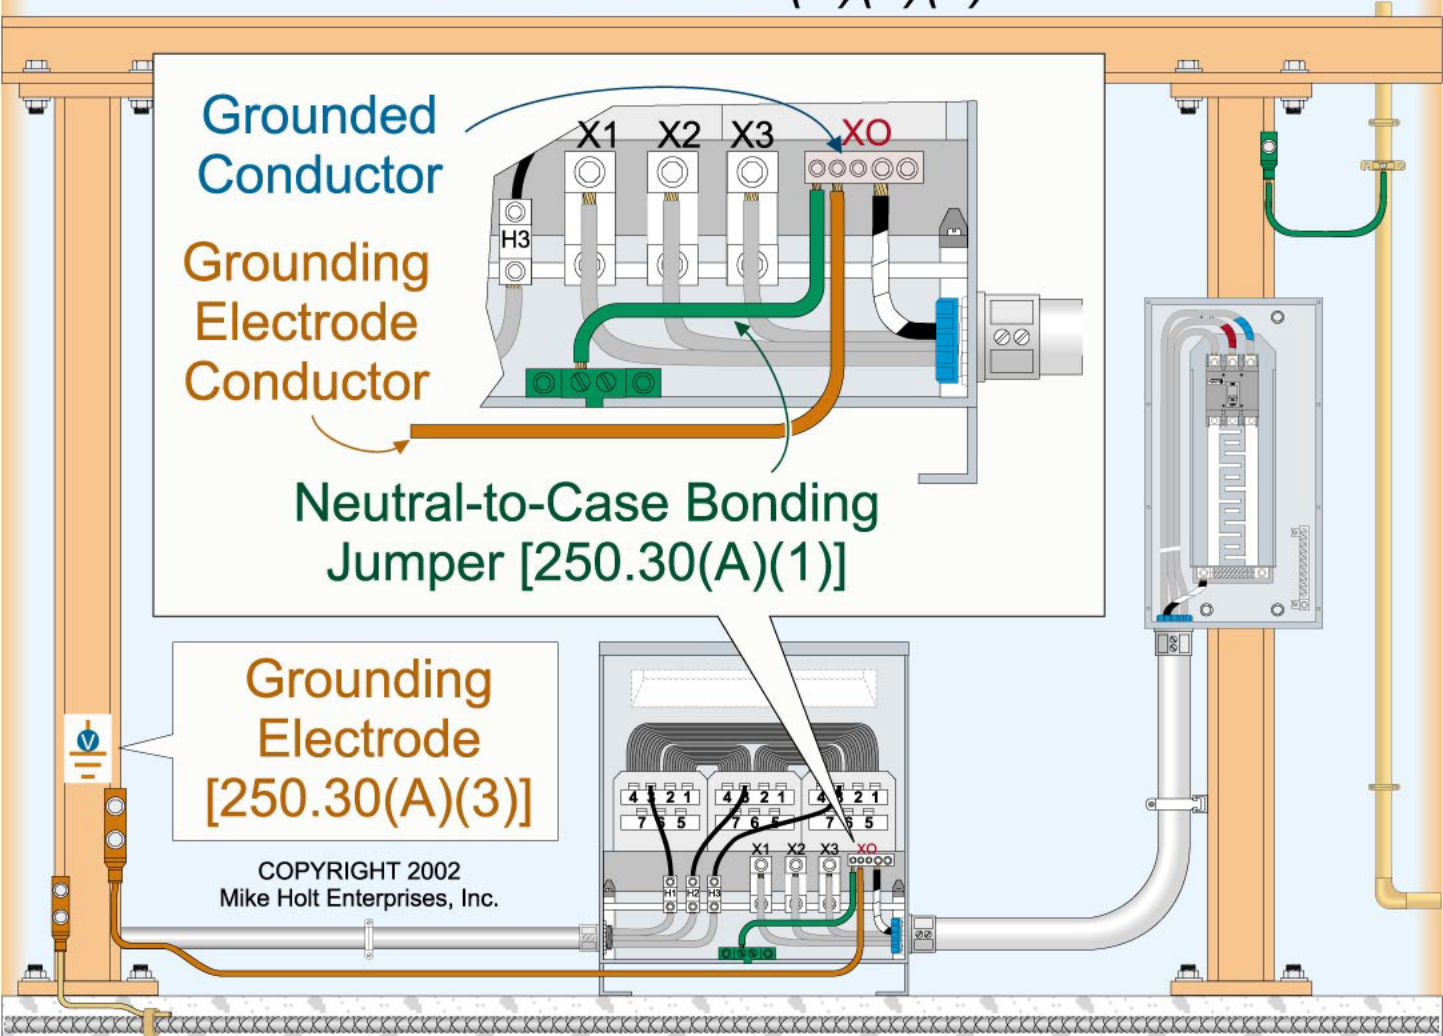 Grounded
Conductor
X1 X2 X3 XO
H3
Grounding
Electrode
Conductor
Neutral-to-Case Bonding
Jumper [250.30(A)(1)]
Grounding
Electrode
[250.30(A)(3)]
V
COPYRIGHT 2002
Mike Holt Enterprises, Inc.
4 3 2 1 4 3 2 1 4 3 2 1
7 6 5 7 6 5 7 6 5
X1 X2 X3 XO
H1 H2 H3